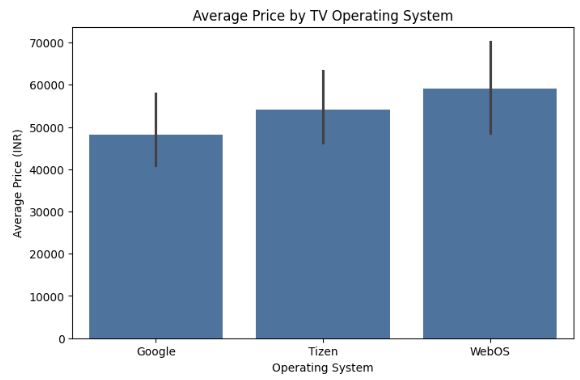 Average Price by TV Operating System
Average Price (INR)
70000
60000
50000
40000
30000
20000
10000
0
Google Tizen WebOS
Operating System